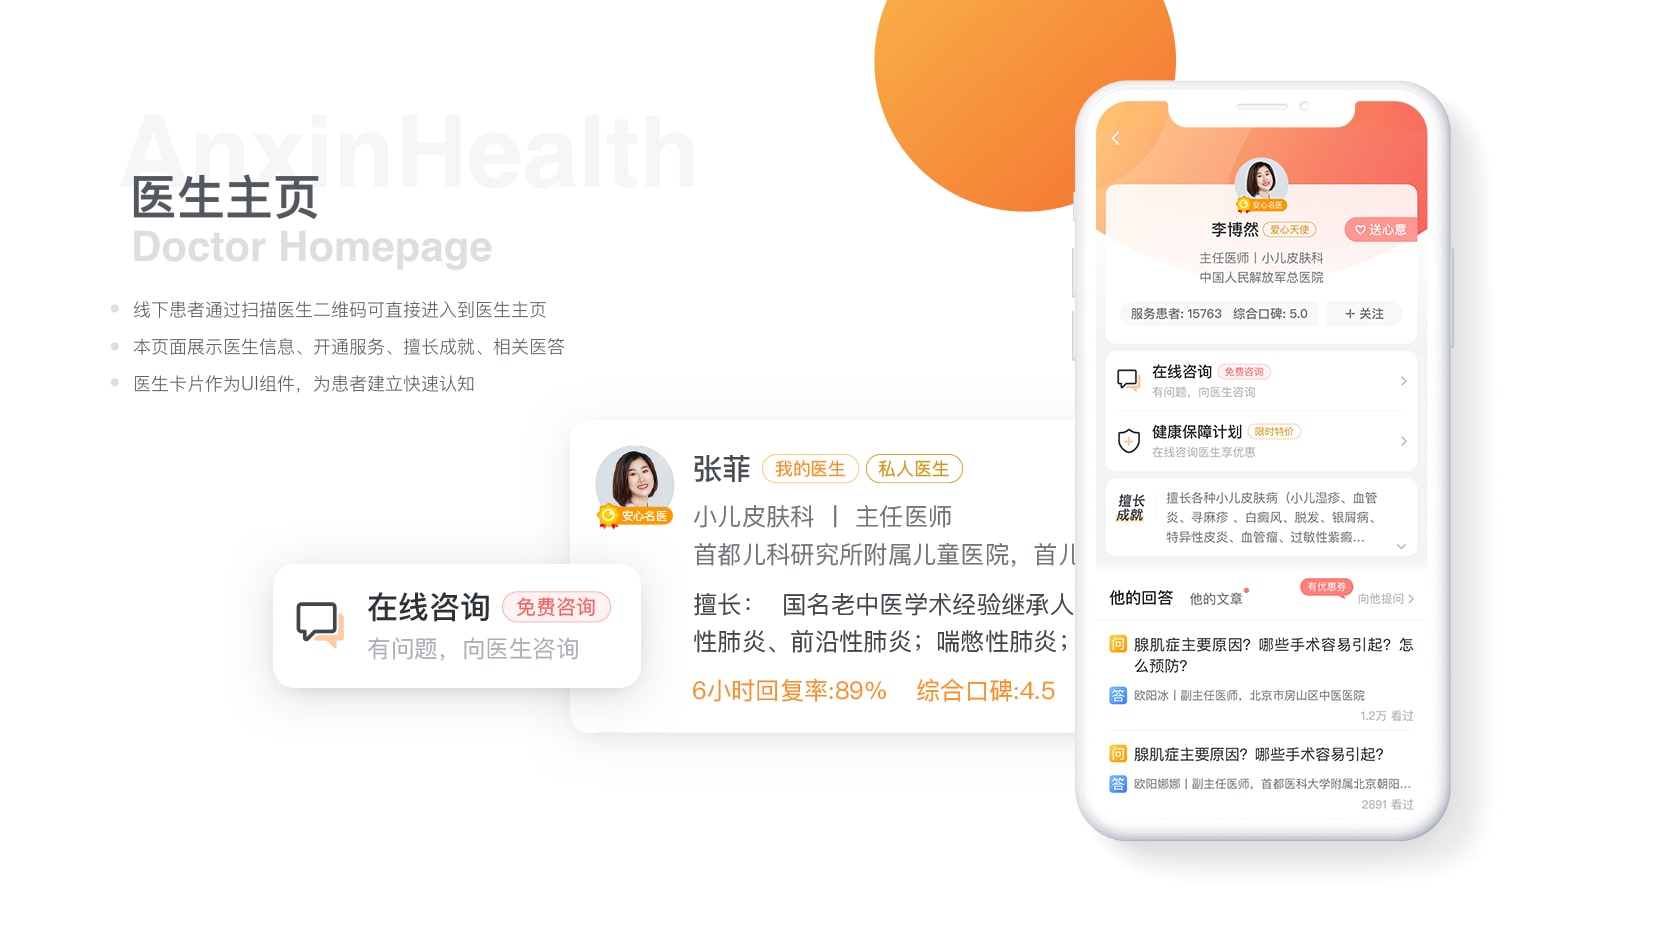 AnxinHealth
医生主页
Doctor Homepage
线下患者通过扫描医生二维码可直接进入到医生主页
本页面展示医生信息、开通服务、擅长成就、相关医答
医生卡片作为UI组件，为患者建立快速认知
在线咨询 免费咨询
有问题，向医生咨询
安心名医
张菲 我的医生 私人医生
小儿皮肤科 丨 主任医师
首都儿科研究所附属儿童医院，首儿
擅长： 国名老中医学术经验继承人
性肺炎、前沿性肺炎；喘憋性肺炎；
6小时回复率:89% 综合口碑:4.5
安心名医
李博然 爱心天使 送心意
主任医师丨小儿皮肤科
中国人民解放军总医院
服务患者: 15763 综合口碑: 5.0 + 关注
在线咨询 免费咨询
有问题，向医生咨询
健康保障计划 限时特价
在线咨询医生享优惠
擅长
成就
擅长各种小儿皮肤病（小儿湿疹、血管
炎、寻麻疹 、白癜风、脱发、银屑病、
特异性皮炎、血管瘤、过敏性紫癜...
有优惠券
他的回答 他的文章 向他提问
问 腺肌症主要原因？哪些手术容易引起？怎
么预防?
答 欧阳冰丨副主任医师，北京市房山区中医医院
1.2万 看过
问 腺肌症主要原因？哪些手术容易引起?
答 欧阳娜娜丨副主任医师，首都医科大学附属北京朝阳...
2891 看过